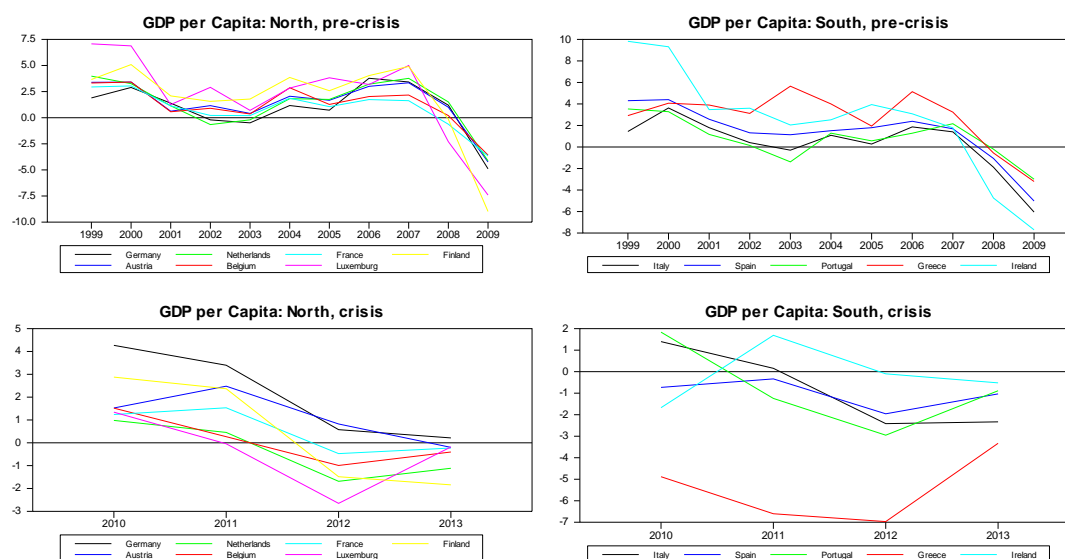 GDP per Capita: North, pre-crisis
7.5
5.0
2.5
0.0
-2.5
-5.0
-7.5
-10.0
1999 2000 2001 2002 2003 2004 2005 2006 2007 2008 2009
Germany Netherlands France Finland
Austria Belgium Luxemburg
GDP per Capita: South, pre-crisis
10
8
6
4
2
0
-2
-4
-6
-8
1999 2000 2001 2002 2003 2004 2005 2006 2007 2008 2009
Italy Spain Portugal Greece Ireland
GDP per Capita: North, crisis
5
4
3
2
1
0
-1
-2
-3
2010 2011 2012 2013
Germany Netherlands France Finland
Austria Belgium Luxemburg
GDP per Capita: South, crisis
2
1
0
-1
-2
-3
-4
-5
-6
-7
2010 2011 2012 2013
Italy Spain Portugal Greece Ireland